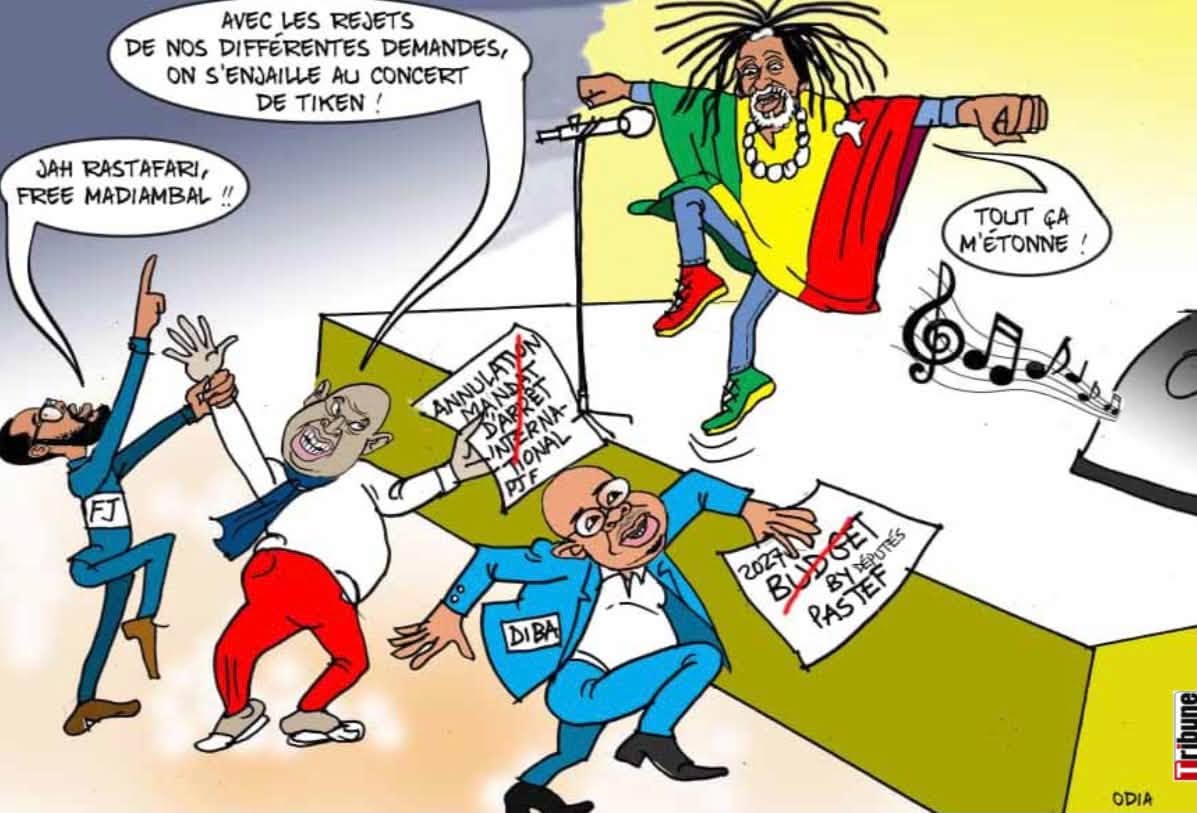 AVEC LES REJETS
DE NOS DIFFÉRENTES DEMANDES,
ON S'ENJAILLE AU CONCERT
DE TIKEN !
JAH RASTAFARI,
FREE MADIAMBAL !!
TOUT ÇA
M'ÉTONNE !
ANNULATION
MANDAT
D'ARRÊT
INTERNA-
TIONAL
PJF
FJ
DIBA
2027
BUDGET
BY DÉPUTÉS
PASTEF
Tribune
ODIA